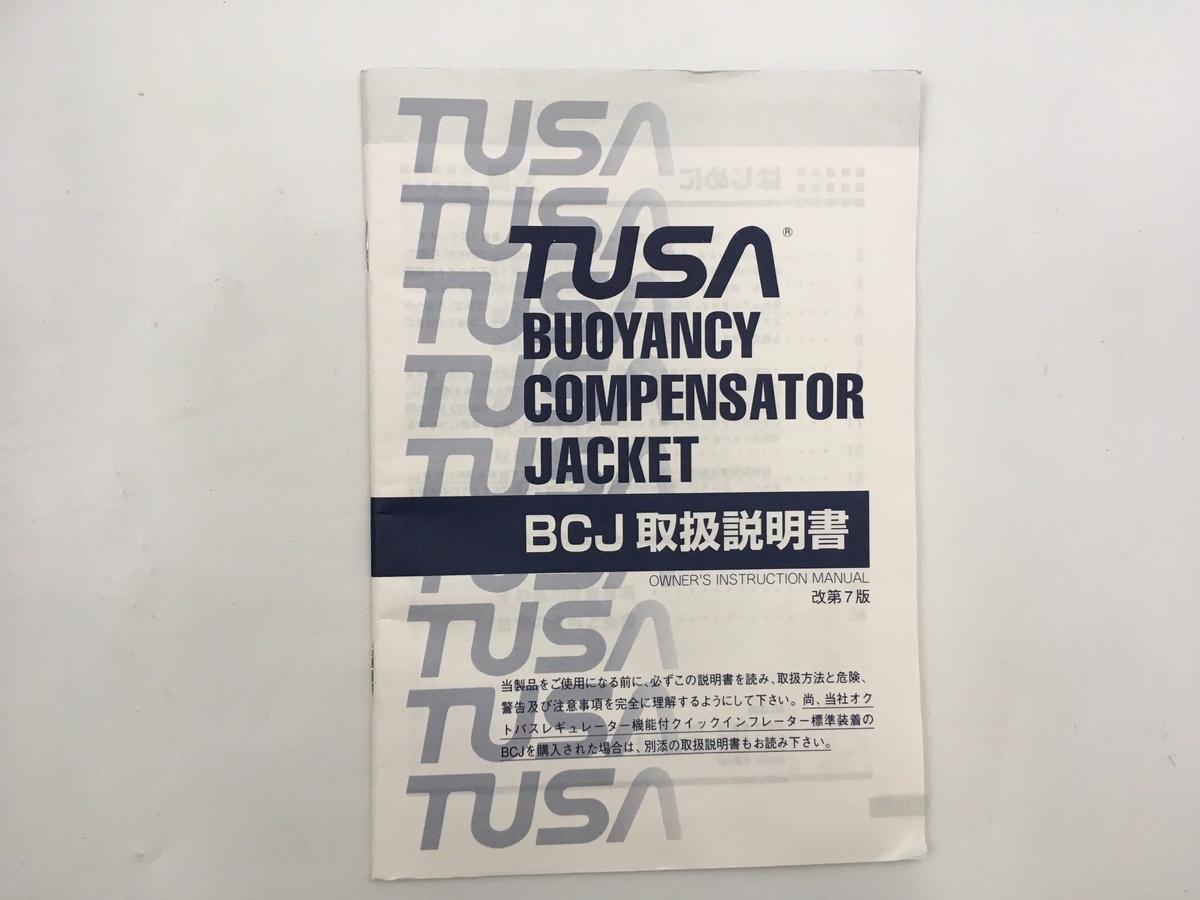 TUSA
TUSA
TUSA®
TUSA
BUOYANCY
TUSA
COMPENSATOR
TUSA
JACKET
BCJ 取扱説明書
OWNER'S INSTRUCTION MANUAL
改第7版
TUSA
当製品をご使用になる前に、必ずこの説明書を読み、取扱方法と危険、
警告及び注意事項を完全に理解するようにして下さい。尚、当社オク
トパスレギュレーター機能付クイックインフレーター標準装着の
BCJを購入された場合は、別添の取扱説明書もお読み下さい。
TUSA
TUSA